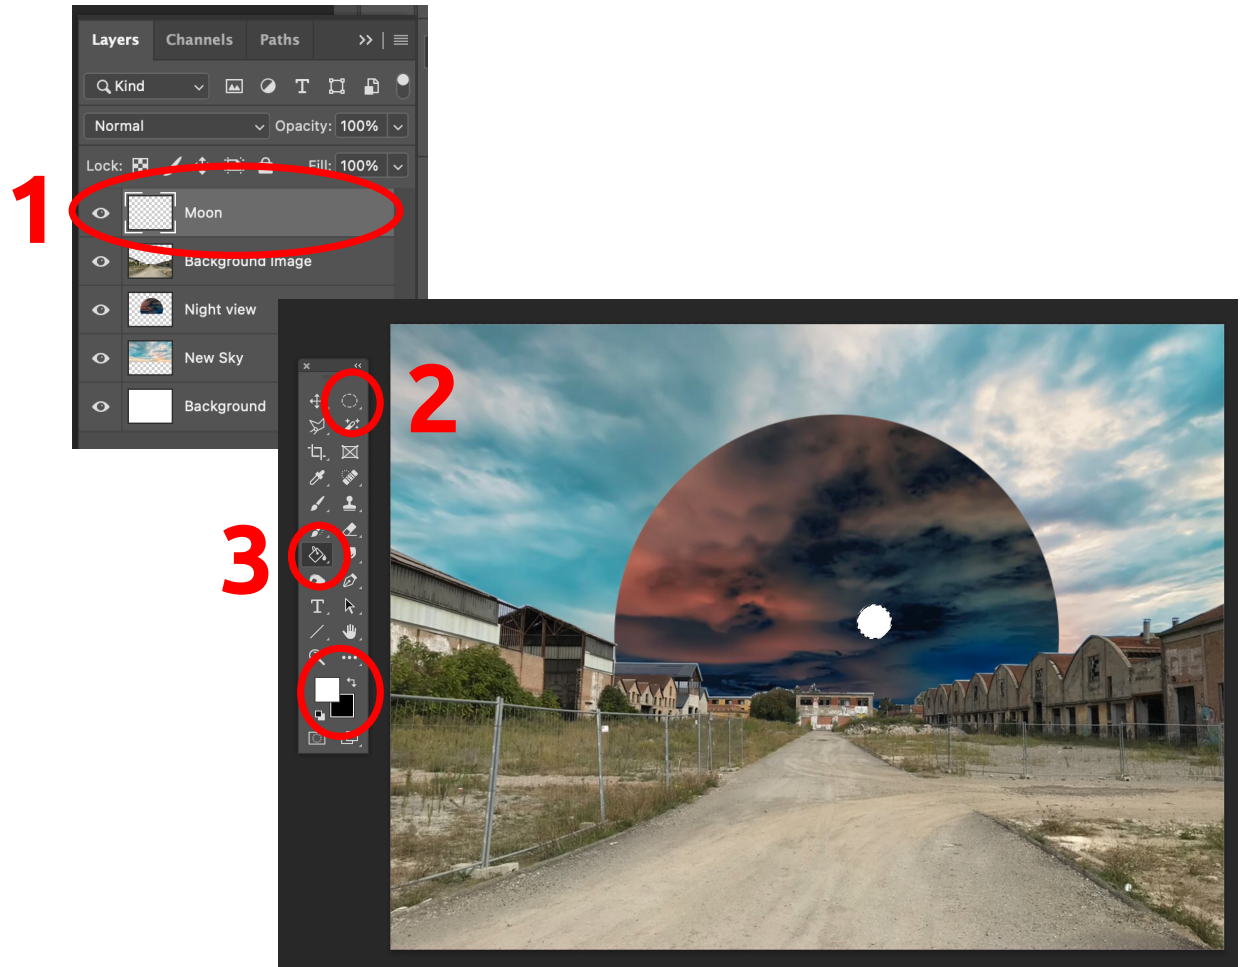 Layers Channels Paths
Kind
Normal Opacity: 100%
Lock: Fill: 100%
1
Moon
Background Image
Night view
New Sky
Background
2
3